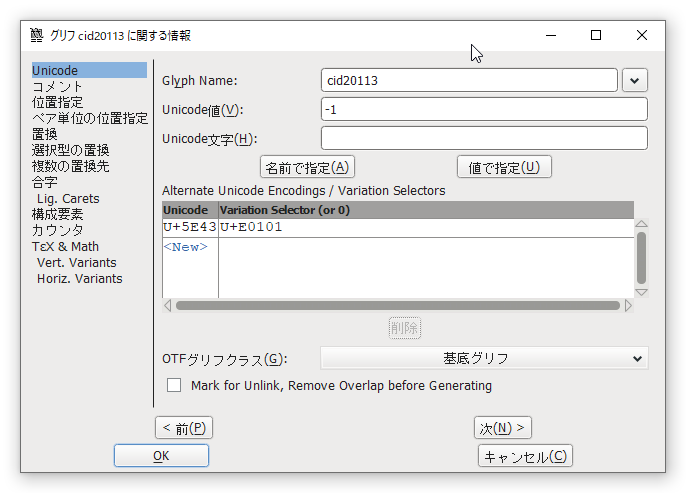 グリフ cid20113 に関する情報
Unicode
コメント
位置指定
ペア単位の位置指定
置換
選択型の置換
複数の置換先
合字
Lig. Carets
構成要素
カウンタ
TεX & Math
Vert. Variants
Horiz. Variants
Glyph Name: cid20113
Unicode値(V): -1
Unicode文字(H):
名前で指定(A) 値で指定(U)
Alternate Unicode Encodings / Variation Selectors
Unicode Variation Selector (or 0)
U+5E43 U+E0101
<New>
削除
OTFグリフクラス(G): 基底グリフ
Mark for Unlink, Remove Overlap before Generating
< 前(P) 次(N) >
OK キャンセル(C)